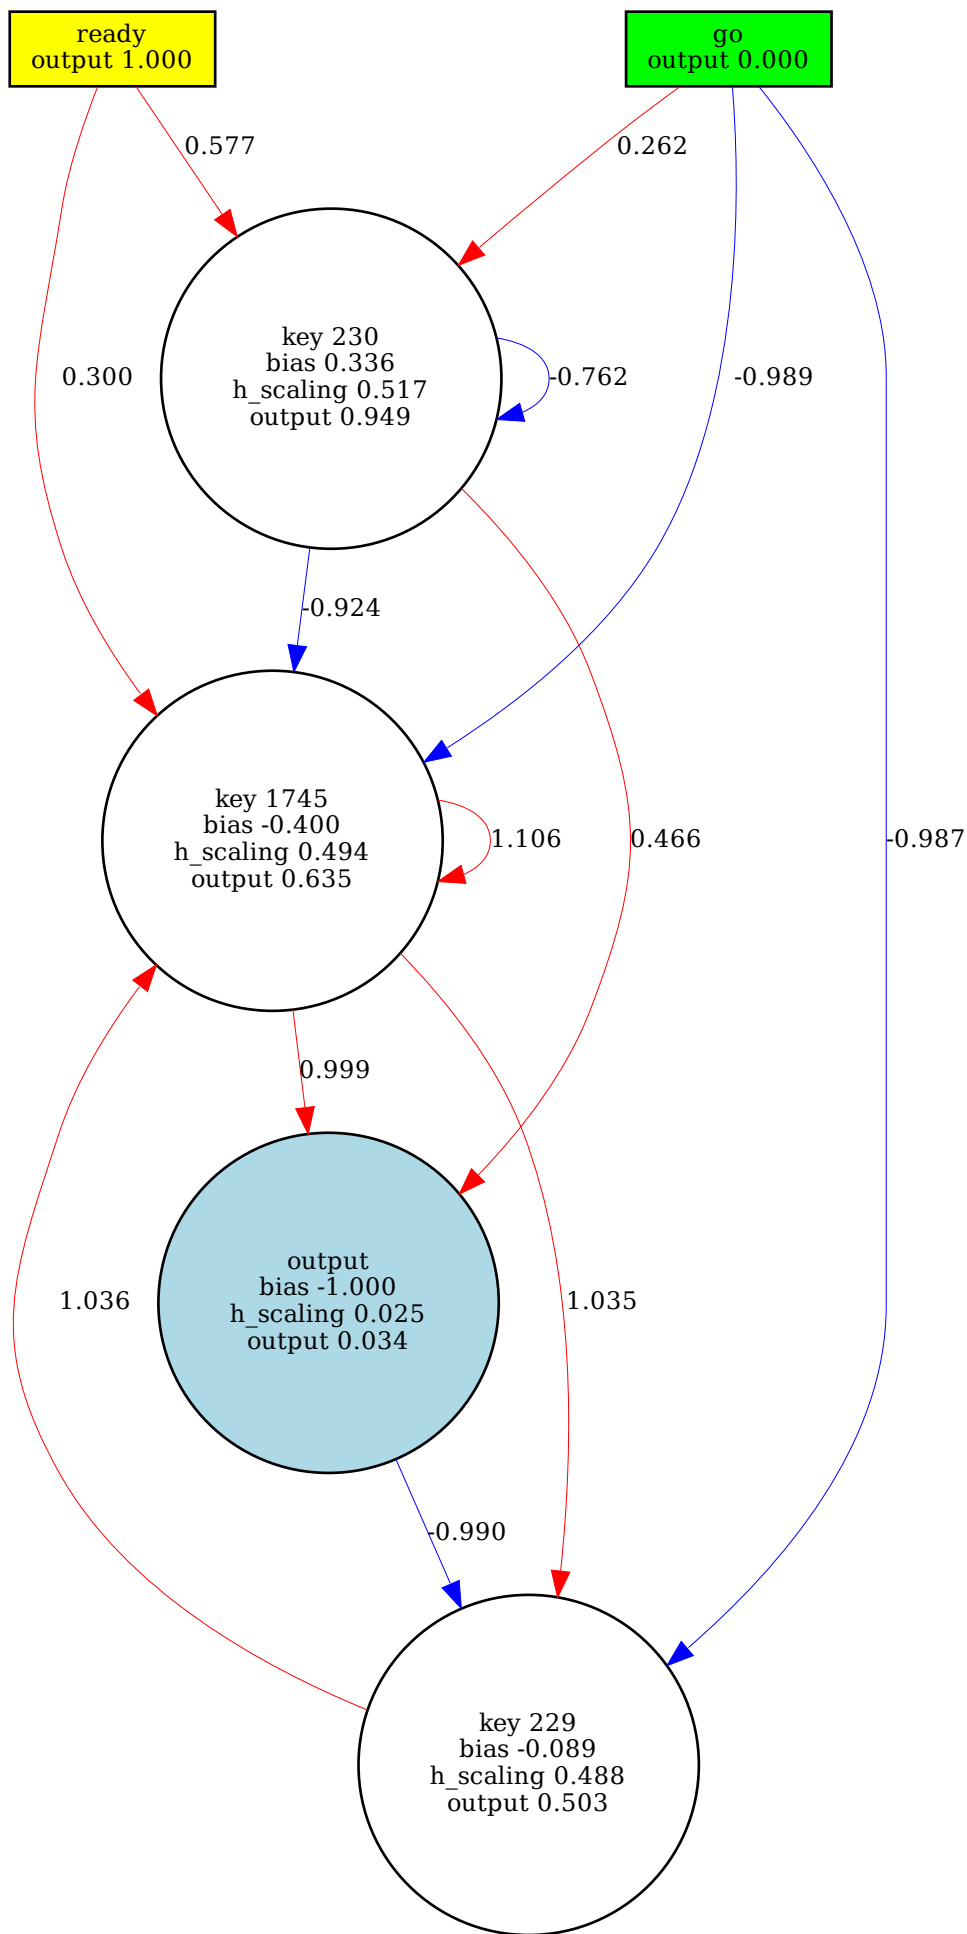 ready
output 1.000
go
output 0.000
0.577
0.262
key 230
bias 0.336
h_scaling 0.517
output 0.949
0.300
-0.762
-0.989
-0.924
key 1745
bias -0.400
h_scaling 0.494
output 0.635
1.106
0.466
-0.987
0.999
output
bias -1.000
h_scaling 0.025
output 0.034
1.036
1.035
-0.990
key 229
bias -0.089
h_scaling 0.488
output 0.503